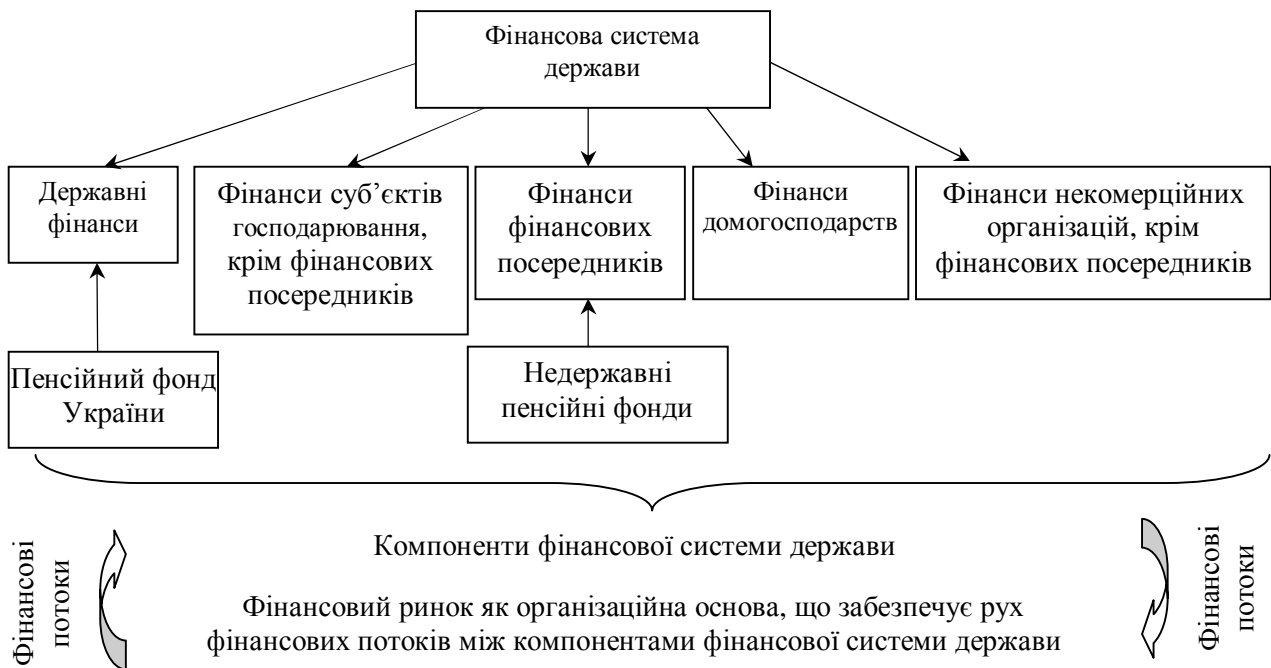 Фінансова система
держави
Державні
фінанси
Фінанси суб’єктів
господарювання,
крім фінансових
посередників
Фінанси
фінансових
посередників
Фінанси
домогосподарств
Фінанси некомерційних
організацій, крім
фінансових посередників
Пенсійний фонд
України
Недержавні
пенсійні фонди
Фінансові
потоки
Компоненти фінансової системи держави
Фінансовий ринок як організаційна основа, що забезпечує рух
фінансових потоків між компонентами фінансової системи держави
Фінансові
потоки